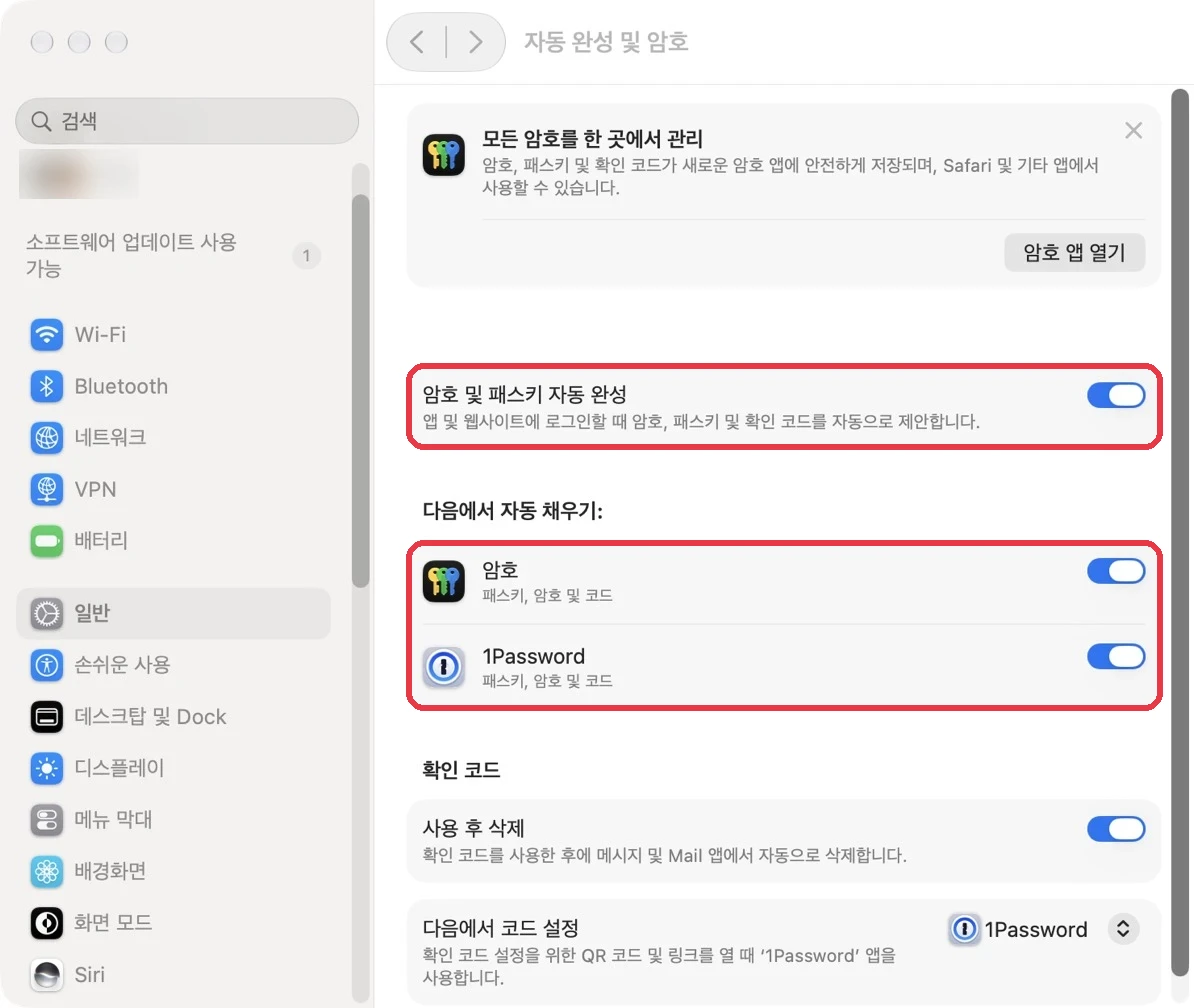 검색
소프트웨어 업데이트 사용
가능
1
Wi-Fi
Bluetooth
네트워크
VPN
배터리
일반
손쉬운 사용
데스크탑 및 Dock
디스플레이
메뉴 막대
배경화면
화면 모드
Siri
자동 완성 및 암호
모든 암호를 한 곳에서 관리
암호, 패스키 및 확인 코드가 새로운 암호 앱에 안전하게 저장되며, Safari 및 기타 앱에서
사용할 수 있습니다.
암호 앱 열기
암호 및 패스키 자동 완성
앱 및 웹사이트에 로그인할 때 암호, 패스키 및 확인 코드를 자동으로 제안합니다.
다음에서 자동 채우기:
암호
패스키, 암호 및 코드
1Password
패스키, 암호 및 코드
확인 코드
사용 후 삭제
확인 코드를 사용한 후에 메시지 및 Mail 앱에서 자동으로 삭제합니다.
다음에서 코드 설정
1Password
확인 코드 설정을 위한 QR 코드 및 링크를 열 때 ‘1Password’ 앱을
사용합니다.